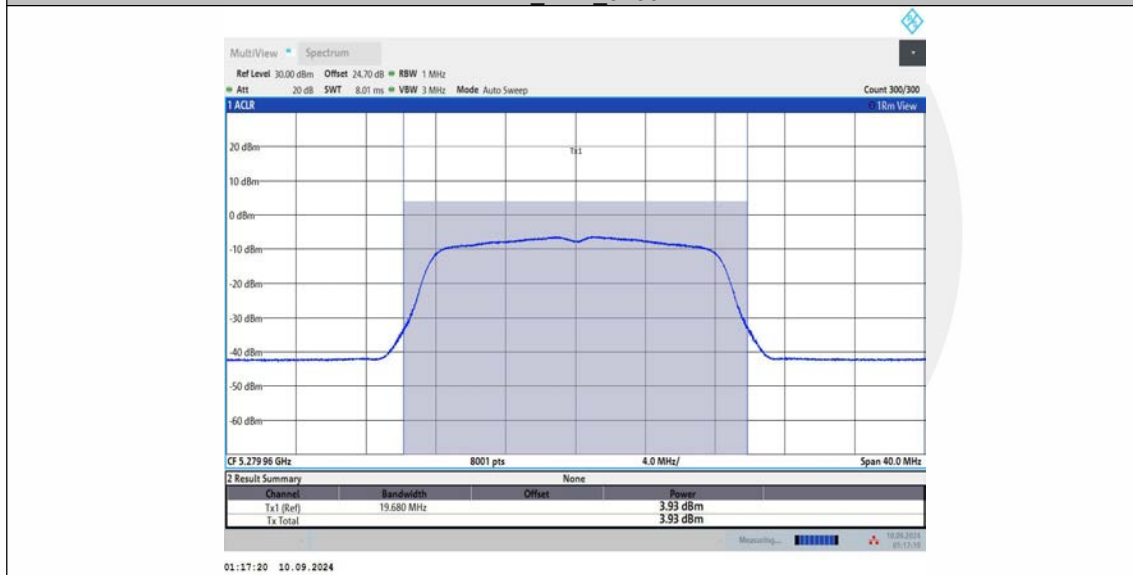 MultiView Spectrum
Ref Level 30.00 dBm Offset 24.70 dB RBW 1 MHz
Att 20 dB SWT 8.01 ms VBW 3 MHz Mode Auto Sweep Count 300/300
1 ACLR 1Rm View
Tx1
20 dBm
10 dBm
0 dBm
-10 dBm
-20 dBm
-30 dBm
-40 dBm
-50 dBm
-60 dBm
CF 5.279 96 GHz 8001 pts 4.0 MHz/ Span 40.0 MHz
2 Result Summary None
Channel Bandwidth Offset Power
Tx1 (Ref) 19.680 MHz 3.93 dBm
Tx Total 3.93 dBm
Measuring... 10.09.2024
01:17:20 10.09.2024